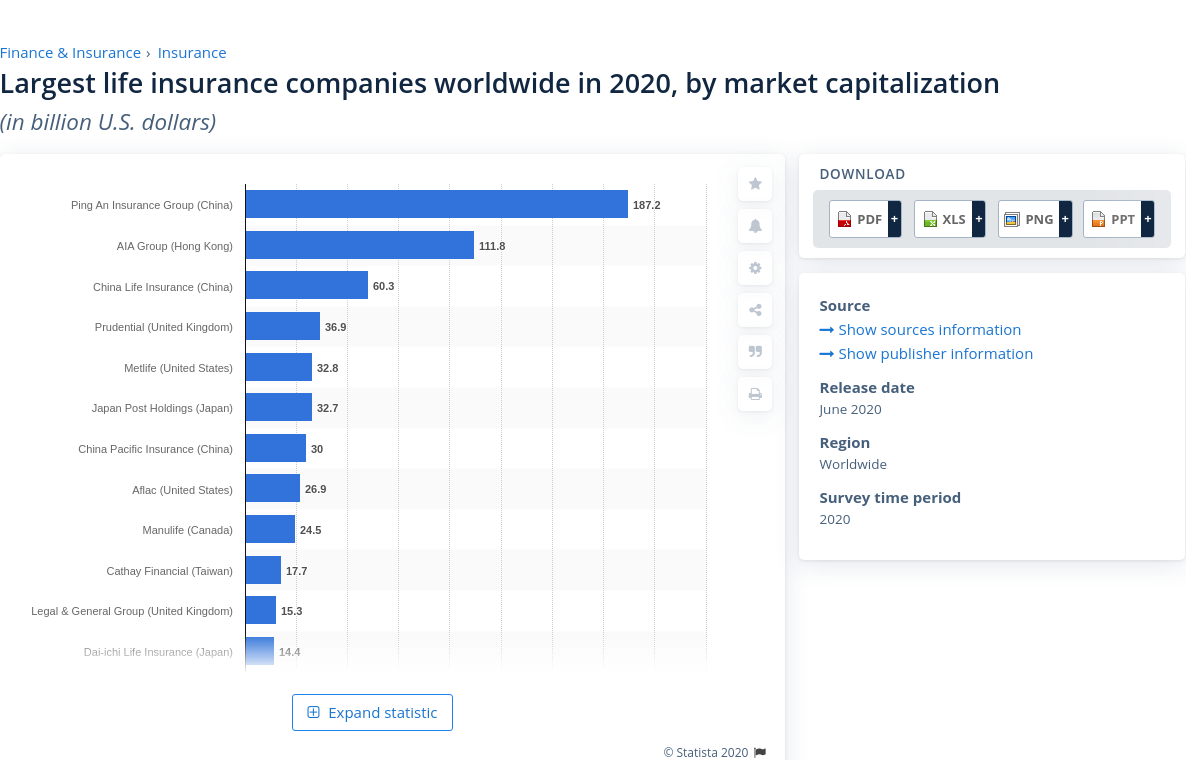 Finance & Insurance › Insurance
Largest life insurance companies worldwide in 2020, by market capitalization
(in billion U.S. dollars)
Ping An Insurance Group (China) 187.2
AIA Group (Hong Kong) 111.8
China Life Insurance (China) 60.3
Prudential (United Kingdom) 36.9
Metlife (United States) 32.8
Japan Post Holdings (Japan) 32.7
China Pacific Insurance (China) 30
Aflac (United States) 26.9
Manulife (Canada) 24.5
Cathay Financial (Taiwan) 17.7
Legal & General Group (United Kingdom) 15.3
Dai-ichi Life Insurance (Japan) 14.4
Expand statistic
© Statista 2020
DOWNLOAD
PDF + XLS + PNG + PPT +
Source
Show sources information
Show publisher information
Release date
June 2020
Region
Worldwide
Survey time period
2020